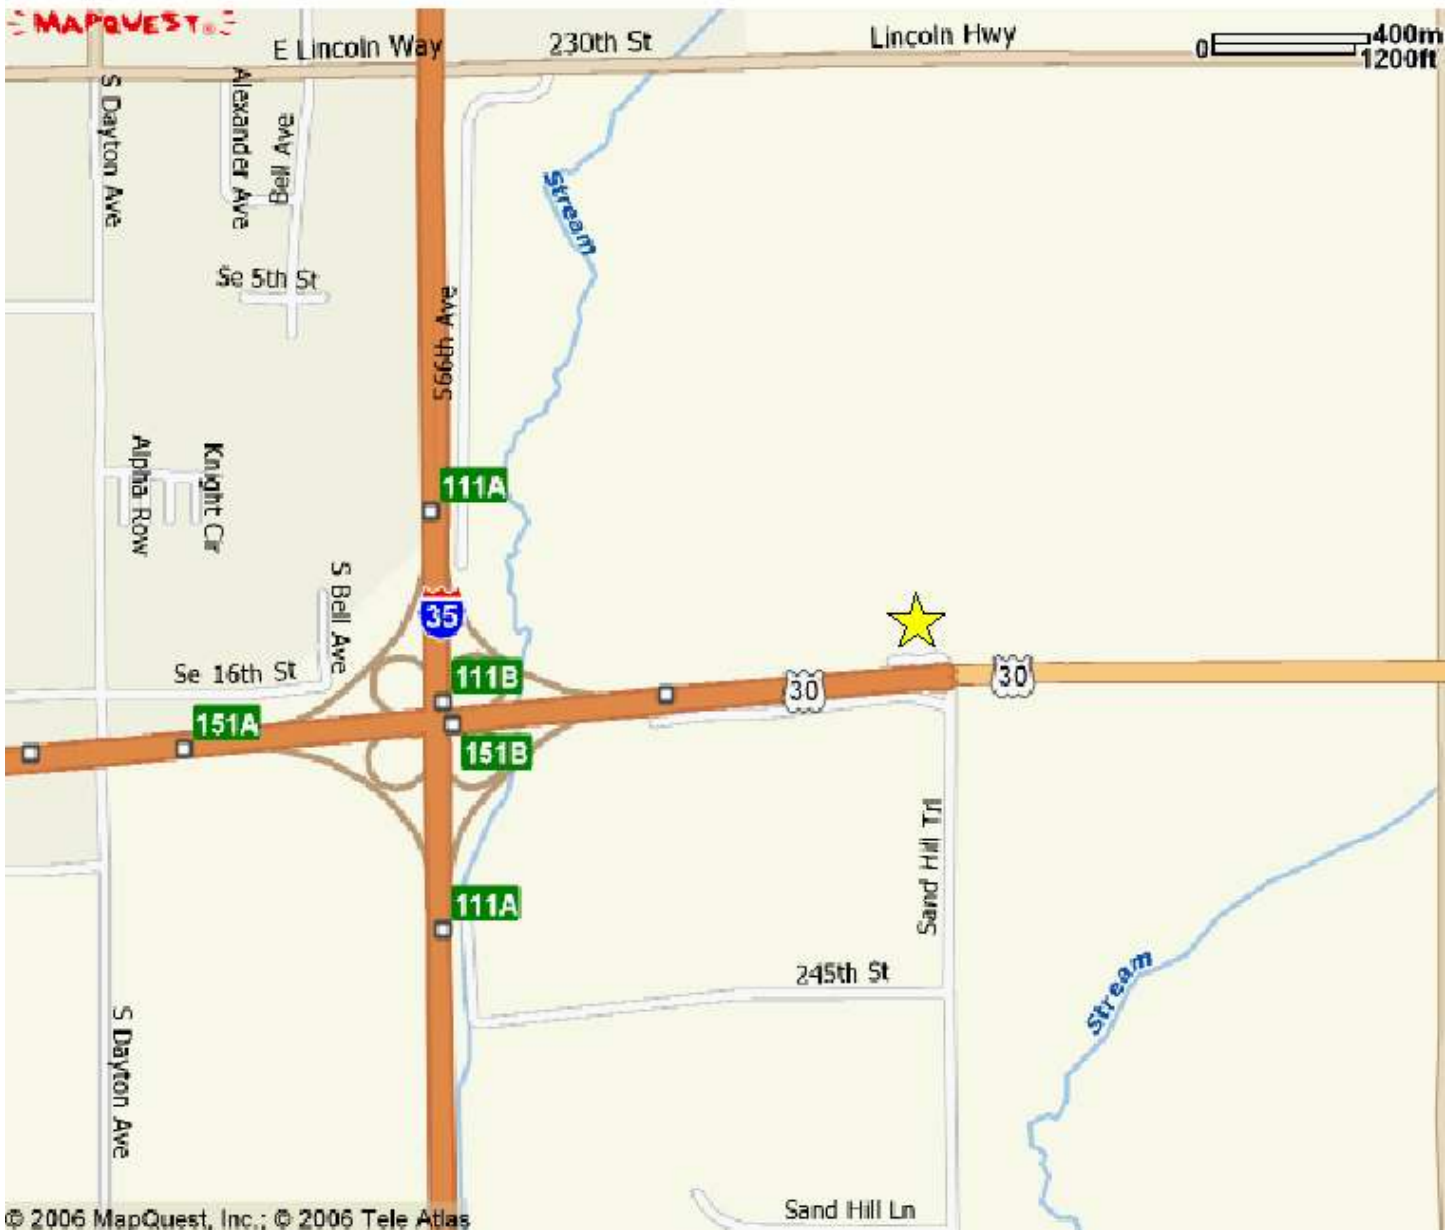 MAPQUEST®
E Lincoln Way
230th St
Lincoln Hwy
0
400m
1200ft
S Dayton Ave
Alexander Ave
Bell Ave
Stream
Se 5th St
566th Ave
Alpha Row
Knight Cir
111A
S Bell Ave
35
Se 16th St
111B
30
30
151A
151B
Sand Hill Trl
111A
245th St
Stream
S Dayton Ave
Sand Hill Ln
© 2006 MapQuest, Inc.; © 2006 Tele Atlas